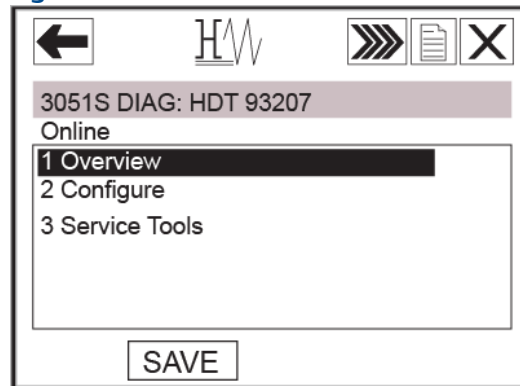 3051S DIAG: HDT 93207
Online
1 Overview
2 Configure
3 Service Tools
SAVE